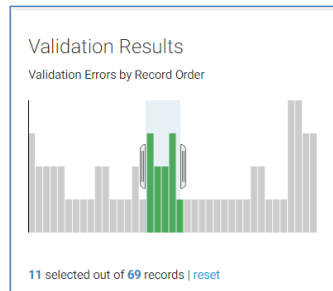 Validation Results
Validation Errors by Record Order
11 selected out of 69 records | reset